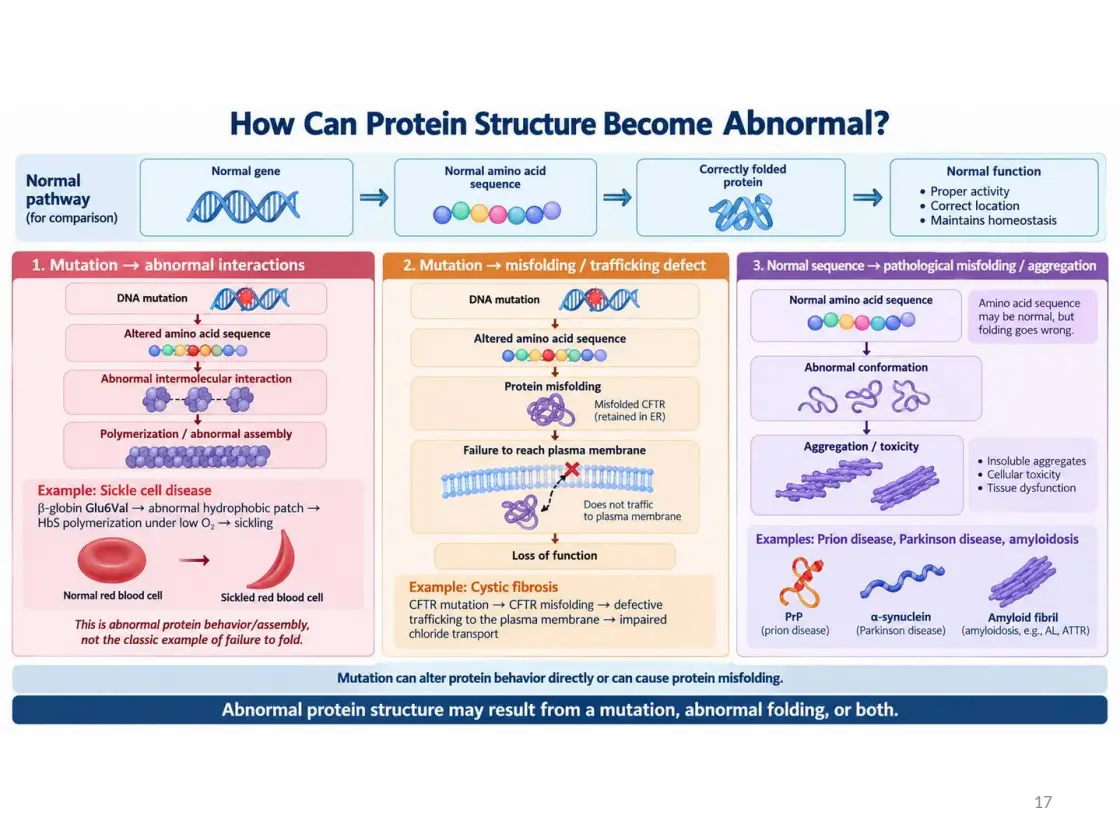 How Can Protein Structure Become Abnormal?
Normal
pathway
(for comparison)
Normal gene
Normal amino acid
sequence
Correctly folded
protein
Normal function
• Proper activity
• Correct location
• Maintains homeostasis
1. Mutation → abnormal interactions
DNA mutation
Altered amino acid sequence
Abnormal intermolecular interaction
Polymerization / abnormal assembly
Example: Sickle cell disease
β-globin Glu6Val → abnormal hydrophobic patch →
HbS polymerization under low O₂ → sickling
Normal red blood cell
Sickled red blood cell
This is abnormal protein behavior/assembly,
not the classic example of failure to fold.
2. Mutation → misfolding / trafficking defect
DNA mutation
Altered amino acid sequence
Protein misfolding
Misfolded CFTR
(retained in ER)
Failure to reach plasma membrane
Does not traffic
to plasma membrane
Loss of function
Example: Cystic fibrosis
CFTR mutation → CFTR misfolding → defective
trafficking to the plasma membrane → impaired
chloride transport
3. Normal sequence → pathological misfolding / aggregation
Normal amino acid sequence
Amino acid sequence
may be normal, but
folding goes wrong.
Abnormal conformation
Aggregation / toxicity
• Insoluble aggregates
• Cellular toxicity
• Tissue dysfunction
Examples: Prion disease, Parkinson disease, amyloidosis
PrP
(prion disease)
α-synuclein
(Parkinson disease)
Amyloid fibril
(amyloidosis, e.g., AL, ATTR)
Mutation can alter protein behavior directly or can cause protein misfolding.
Abnormal protein structure may result from a mutation, abnormal folding, or both.
17